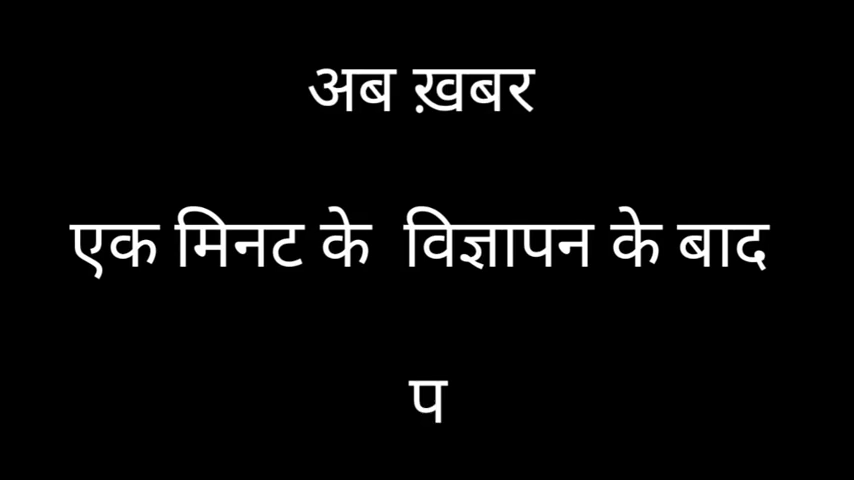 अब ख़बर
एक मिनट के विज्ञापन के बाद
प